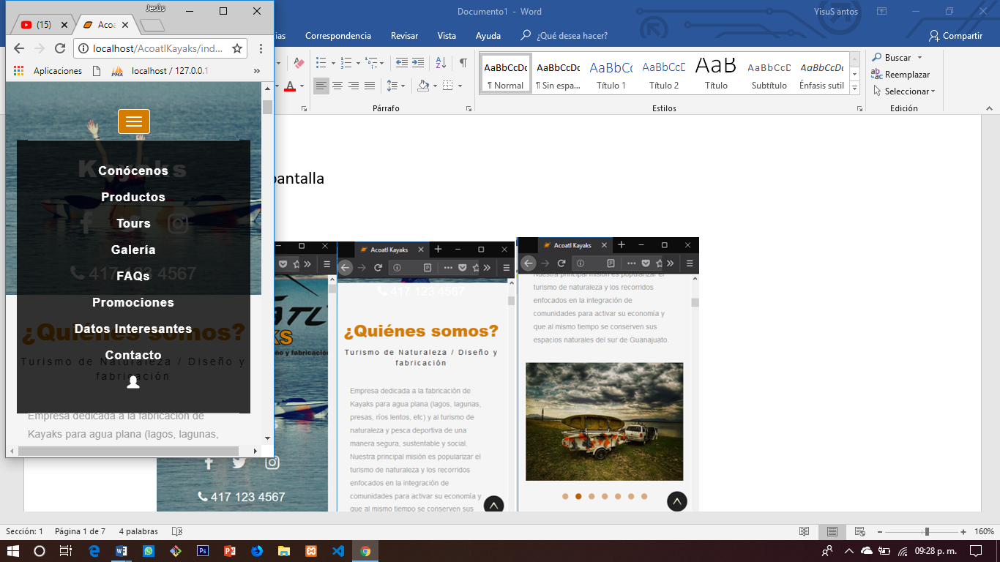 Jesùs
Documento1 - Word
YisuS antos
(15)
Acoa
ias
Correspondencia
Revisar
Vista
Ayuda
¿Qué desea hacer?
Compartir
localhost/AcoatlKayaks/ind...
Aplicaciones
localhost / 127.0.0.1
AaBbCcDc
AaBbCcDc
AaBbCc
AaBbCcD
AaB
AaBbCcD
AaBbCcDc
¶ Normal
¶ Sin espa...
Título 1
Título 2
Título
Subtítulo
Énfasis sutil
Buscar
Reemplazar
Seleccionar
Párrafo
Estilos
Edición
pantalla
Kayaks
Conócenos
Productos
Tours
Galería
FAQs
Promociones
Datos Interesantes
Contacto
417 123 4567
¿Quiénes somos?
Turismo de Naturaleza / Diseño y
fabricación
Empresa dedicada a la fabricación de
Kayaks para agua plana (lagos, lagunas,
ño y fabricación
417 123 4567
Acoatl Kayaks
417 123 4567
¿Quiénes somos?
Turismo de Naturaleza / Diseño y
fabricación
Empresa dedicada a la fabricación de
Kayaks para agua plana (lagos, lagunas,
presas, ríos lentos, etc) y al turismo de
naturaleza y pesca deportiva de una
manera segura, sustentable y social.
Nuestra principal misión es popularizar el
turismo de naturaleza y los recorridos
enfocados en la integración de
comunidades para activar su economía y
que al mismo tiempo se conserven sus
Acoatl Kayaks
Nuestra principal misión es popularizar el
turismo de naturaleza y los recorridos
enfocados en la integración de
comunidades para activar su economía y
que al mismo tiempo se conserven sus
espacios naturales del sur de Guanajuato.
Sección: 1
Página 1 de 7
4 palabras
160%
09:28 p. m.